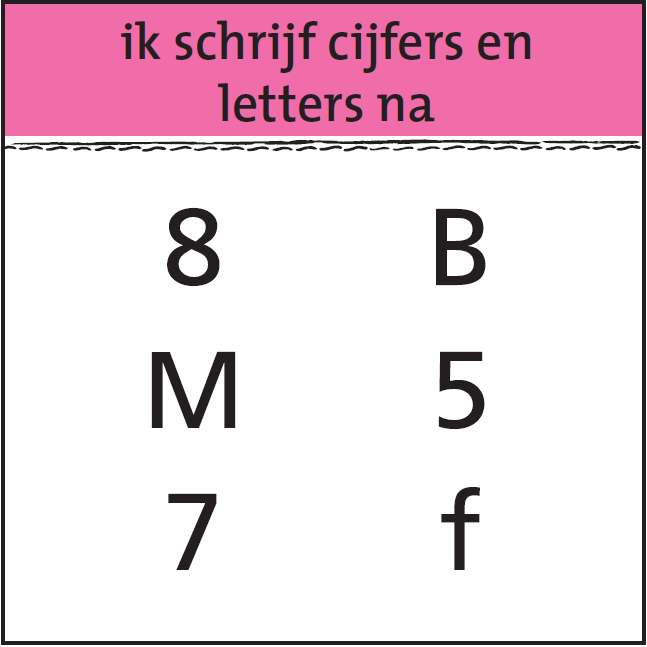 ik schrijf cijfers en
letters na
8 B
M 5
7 f